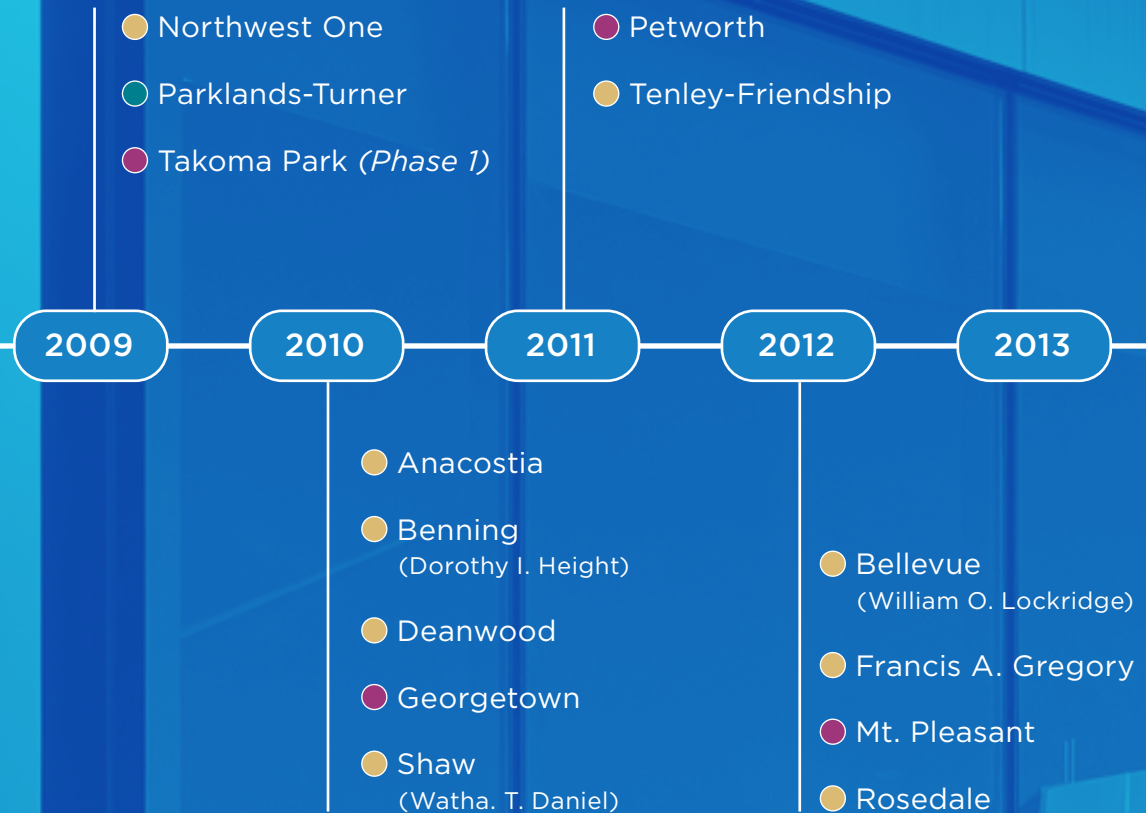 Northwest One
Parklands-Turner
Takoma Park (Phase 1)
Petworth
Tenley-Friendship
2009
2010
2011
2012
2013
Anacostia
Benning
(Dorothy I. Height)
Deanwood
Georgetown
Shaw
(Watha. T. Daniel)
Bellevue
(William O. Lockridge)
Francis A. Gregory
Mt. Pleasant
Rosedale